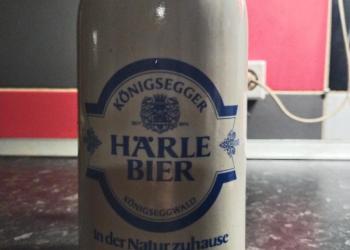 KÖNIGSEGGER
HÄRLE
BIER
KÖNIGSEGGWALD
in der Natur zuhause